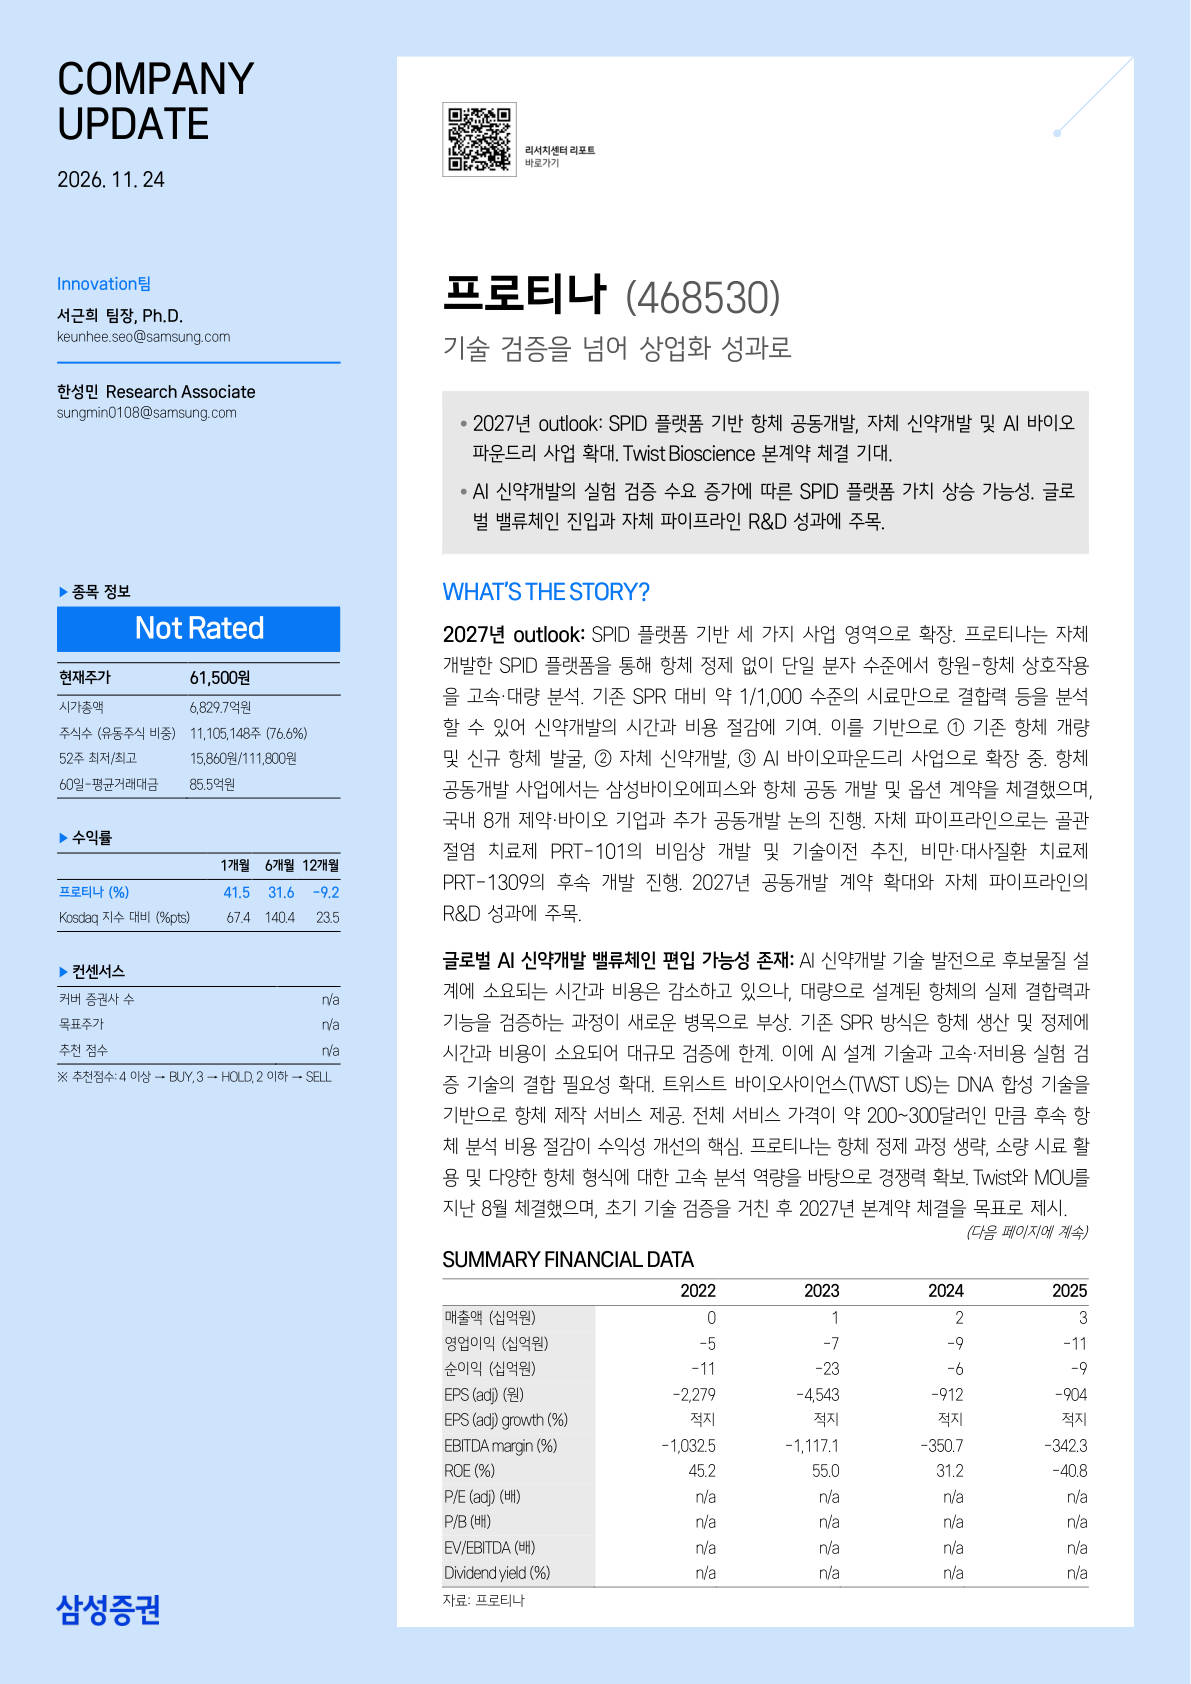 COMPANY
UPDATE
2026. 11. 24
Innovation팀
서근희 팀장, Ph.D.
keunhee.seo@samsung.com
한성민 Research Associate
sungmin0108@samsung.com
▶ 종목 정보
Not Rated
현재주가 61,500원
시가총액 6,829.7억원
주식수 (유동주식 비중) 11,105,148주 (76.6%)
52주 최저/최고 15,860원/111,800원
60일-평균거래대금 85.5억원
▶ 수익률
1개월 6개월 12개월
프로티나 (%) 41.5 31.6 -9.2
Kosdaq 지수 대비 (%pts) 67.4 140.4 23.5
▶ 컨센서스
커버 증권사 수 n/a
목표주가 n/a
추천 점수 n/a
※ 추천점수: 4 이상 → BUY, 3 → HOLD, 2 이하 → SELL
삼성증권
리서치센터 리포트
바로가기
프로티나 (468530)
기술 검증을 넘어 상업화 성과로
• 2027년 outlook: SPID 플랫폼 기반 항체 공동개발, 자체 신약개발 및 AI 바이오
파운드리 사업 확대. Twist Bioscience 본계약 체결 기대.
• AI 신약개발의 실험 검증 수요 증가에 따른 SPID 플랫폼 가치 상승 가능성. 글로
벌 밸류체인 진입과 자체 파이프라인 R&D 성과에 주목.
WHAT'S THE STORY?
2027년 outlook: SPID 플랫폼 기반 세 가지 사업 영역으로 확장. 프로티나는 자체
개발한 SPID 플랫폼을 통해 항체 정제 없이 단일 분자 수준에서 항원-항체 상호작용
을 고속·대량 분석. 기존 SPR 대비 약 1/1,000 수준의 시료만으로 결합력 등을 분석
할 수 있어 신약개발의 시간과 비용 절감에 기여. 이를 기반으로 ① 기존 항체 개량
및 신규 항체 발굴, ② 자체 신약개발, ③ AI 바이오파운드리 사업으로 확장 중. 항체
공동개발 사업에서는 삼성바이오에피스와 항체 공동 개발 및 옵션 계약을 체결했으며,
국내 8개 제약·바이오 기업과 추가 공동개발 논의 진행. 자체 파이프라인으로는 골관
절염 치료제 PRT-101의 비임상 개발 및 기술이전 추진, 비만·대사질환 치료제
PRT-1309의 후속 개발 진행. 2027년 공동개발 계약 확대와 자체 파이프라인의
R&D 성과에 주목.
글로벌 AI 신약개발 밸류체인 편입 가능성 존재: AI 신약개발 기술 발전으로 후보물질 설
계에 소요되는 시간과 비용은 감소하고 있으나, 대량으로 설계된 항체의 실제 결합력과
기능을 검증하는 과정이 새로운 병목으로 부상. 기존 SPR 방식은 항체 생산 및 정제에
시간과 비용이 소요되어 대규모 검증에 한계. 이에 AI 설계 기술과 고속·저비용 실험 검
증 기술의 결합 필요성 확대. 트위스트 바이오사이언스(TWST US)는 DNA 합성 기술을
기반으로 항체 제작 서비스 제공. 전체 서비스 가격이 약 200~300달러인 만큼 후속 항
체 분석 비용 절감이 수익성 개선의 핵심. 프로티나는 항체 정제 과정 생략, 소량 시료 활
용 및 다양한 항체 형식에 대한 고속 분석 역량을 바탕으로 경쟁력 확보. Twist와 MOU를
지난 8월 체결했으며, 초기 기술 검증을 거친 후 2027년 본계약 체결을 목표로 제시.
(다음 페이지에 계속)
SUMMARY FINANCIAL DATA
2022 2023 2024 2025
매출액 (십억원) 0 1 2 3
영업이익 (십억원) -5 -7 -9 -11
순이익 (십억원) -11 -23 -6 -9
EPS (adj) (원) -2,279 -4,543 -912 -904
EPS (adj) growth (%) 적지 적지 적지 적지
EBITDA margin (%) -1,032.5 -1,117.1 -350.7 -342.3
ROE (%) 45.2 55.0 31.2 -40.8
P/E (adj) (배) n/a n/a n/a n/a
P/B (배) n/a n/a n/a n/a
EV/EBITDA (배) n/a n/a n/a n/a
Dividend yield (%) n/a n/a n/a n/a
자료: 프로티나